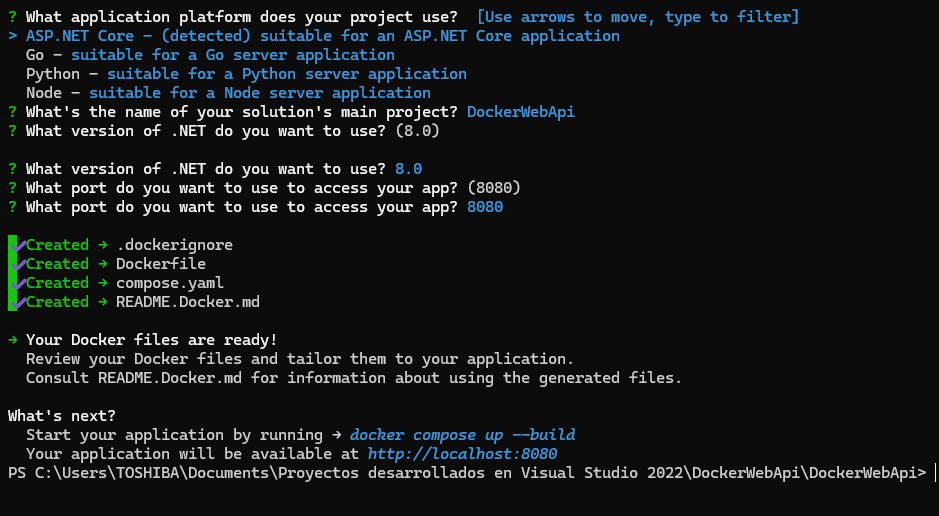 ? What application platform does your project use?  [Use arrows to move, type to filter]
> ASP.NET Core - (detected) suitable for an ASP.NET Core application
  Go - suitable for a Go server application
  Python - suitable for a Python server application
  Node - suitable for a Node server application
? What's the name of your solution's main project? DockerWebApi
? What version of .NET do you want to use? (8.0)
? What version of .NET do you want to use? 8.0
? What port do you want to use to access your app? (8080)
? What port do you want to use to access your app? 8080
✓Created → .dockerignore
✓Created → Dockerfile
✓Created → compose.yaml
✓Created → README.Docker.md
→ Your Docker files are ready!
  Review your Docker files and tailor them to your application.
  Consult README.Docker.md for information about using the generated files.
What's next?
  Start your application by running → docker compose up --build
  Your application will be available at http://localhost:8080
PS C:\Users\TOSHIBA\Documents\Proyectos desarrollados en Visual Studio 2022\DockerWebApi\DockerWebApi>